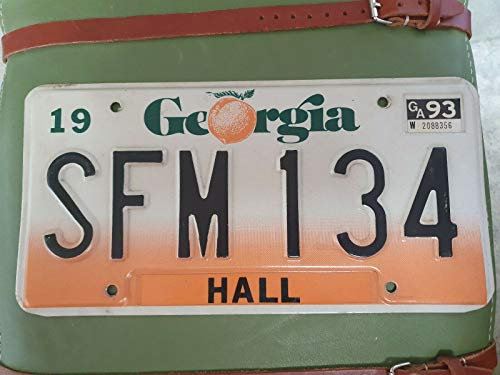 19 Georgia GA 93
W 2088356
SFM 134
HALL